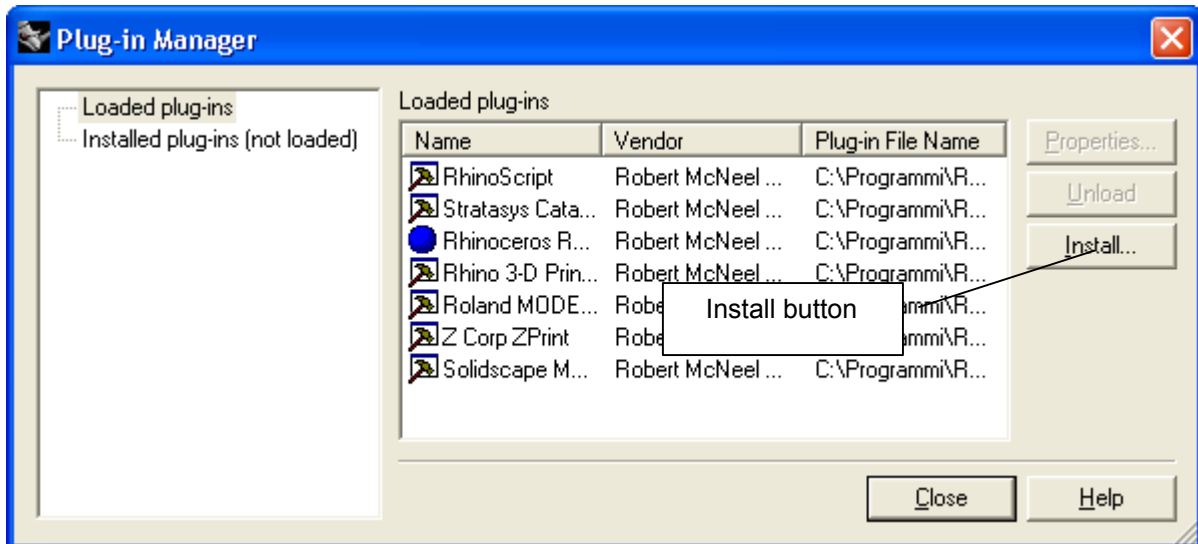 Plug-in Manager
Loaded plug-ins
Installed plug-ins (not loaded)
Loaded plug-ins
Name Vendor Plug-in File Name
RhinoScript Robert McNeel ... C:\Programmi\R...
Stratasys Cata... Robert McNeel ... C:\Programmi\R...
Rhinoceros R... Robert McNeel ... C:\Programmi\R...
Rhino 3-D Prin... Robert McNeel ... C:\Programmi\R...
Roland MODE...
Z Corp ZPrint
Solidscape M... Robert McNeel ... C:\Programmi\R...
Install button
Properties...
Unload
Install...
Close
Help